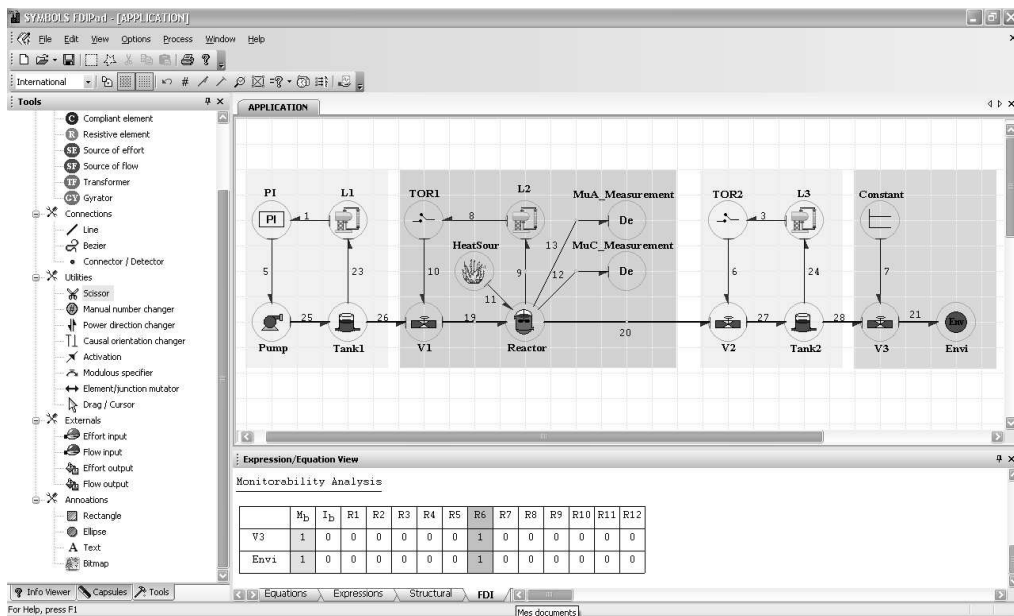 SYMBOLS FDIPad - [APPLICATION]
File Edit View Options Process Window Help
International
Tools
Compliant element
Resistive element
Source of effort
Source of flow
Transformer
Gyrator
Connections
Line
Bezier
Connector / Detector
Utilities
Scissor
Manual number changer
Power direction changer
Causal orientation changer
Activation
Modulous specifier
Element/junction mutator
Drag / Cursor
Externals
Effort input
Flow input
Effort output
Flow output
Annoations
Rectangle
Ellipse
Text
Bitmap
Info Viewer Capsules Tools
For Help, press F1
APPLICATION
PI L1 TOR1 L2 MuA_Measurement TOR2 L3 Constant
PI 1 8 De 3
HeatSour 13 MuC_Measurement
5 23 10 9 12 De 6 24 7
11
25 26 19 20 27 28 21 Env
Pump Tank1 V1 Reactor V2 Tank2 V3 Envi
Expression/Equation View
Monitorability Analysis
Mb Ib R1 R2 R3 R4 R5 R6 R7 R8 R9 R10 R11 R12
V3 1 0 0 0 0 0 0 1 0 0 0 0 0 0
Envi 1 0 0 0 0 0 0 1 0 0 0 0 0 0
Equations Expressions Structural FDI
Mes documents